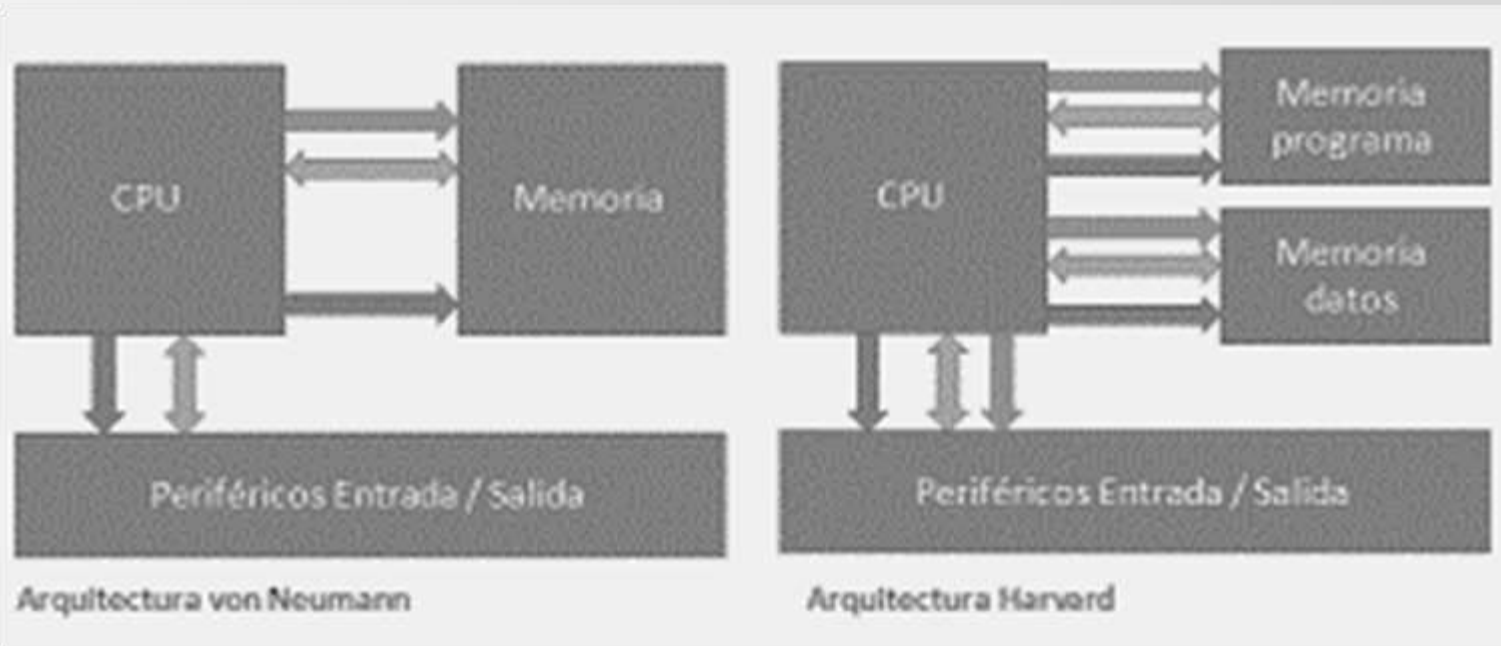 CPU
Memoria
Periféricos Entrada / Salida
Arquitectura von Neumann
CPU
Memoria
programa
Memoria
datos
Periféricos Entrada / Salida
Arquitectura Harvard